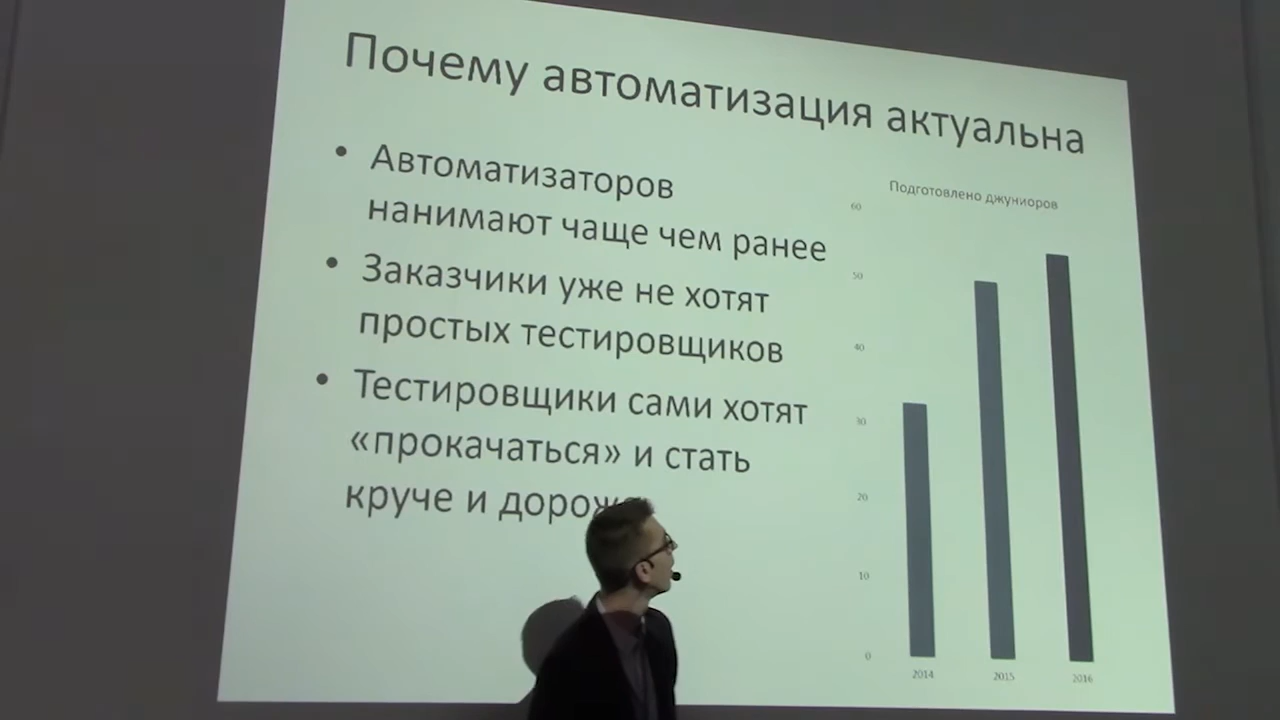 Почему автоматизация актуальна
• Автоматизаторов
нанимают чаще чем ранее
• Заказчики уже не хотят
простых тестировщиков
• Тестировщики сами хотят
«прокачаться» и стать
круче и
Подготовлено джуниоров
60
50
40
30
20
10
0
2014 2015 2016